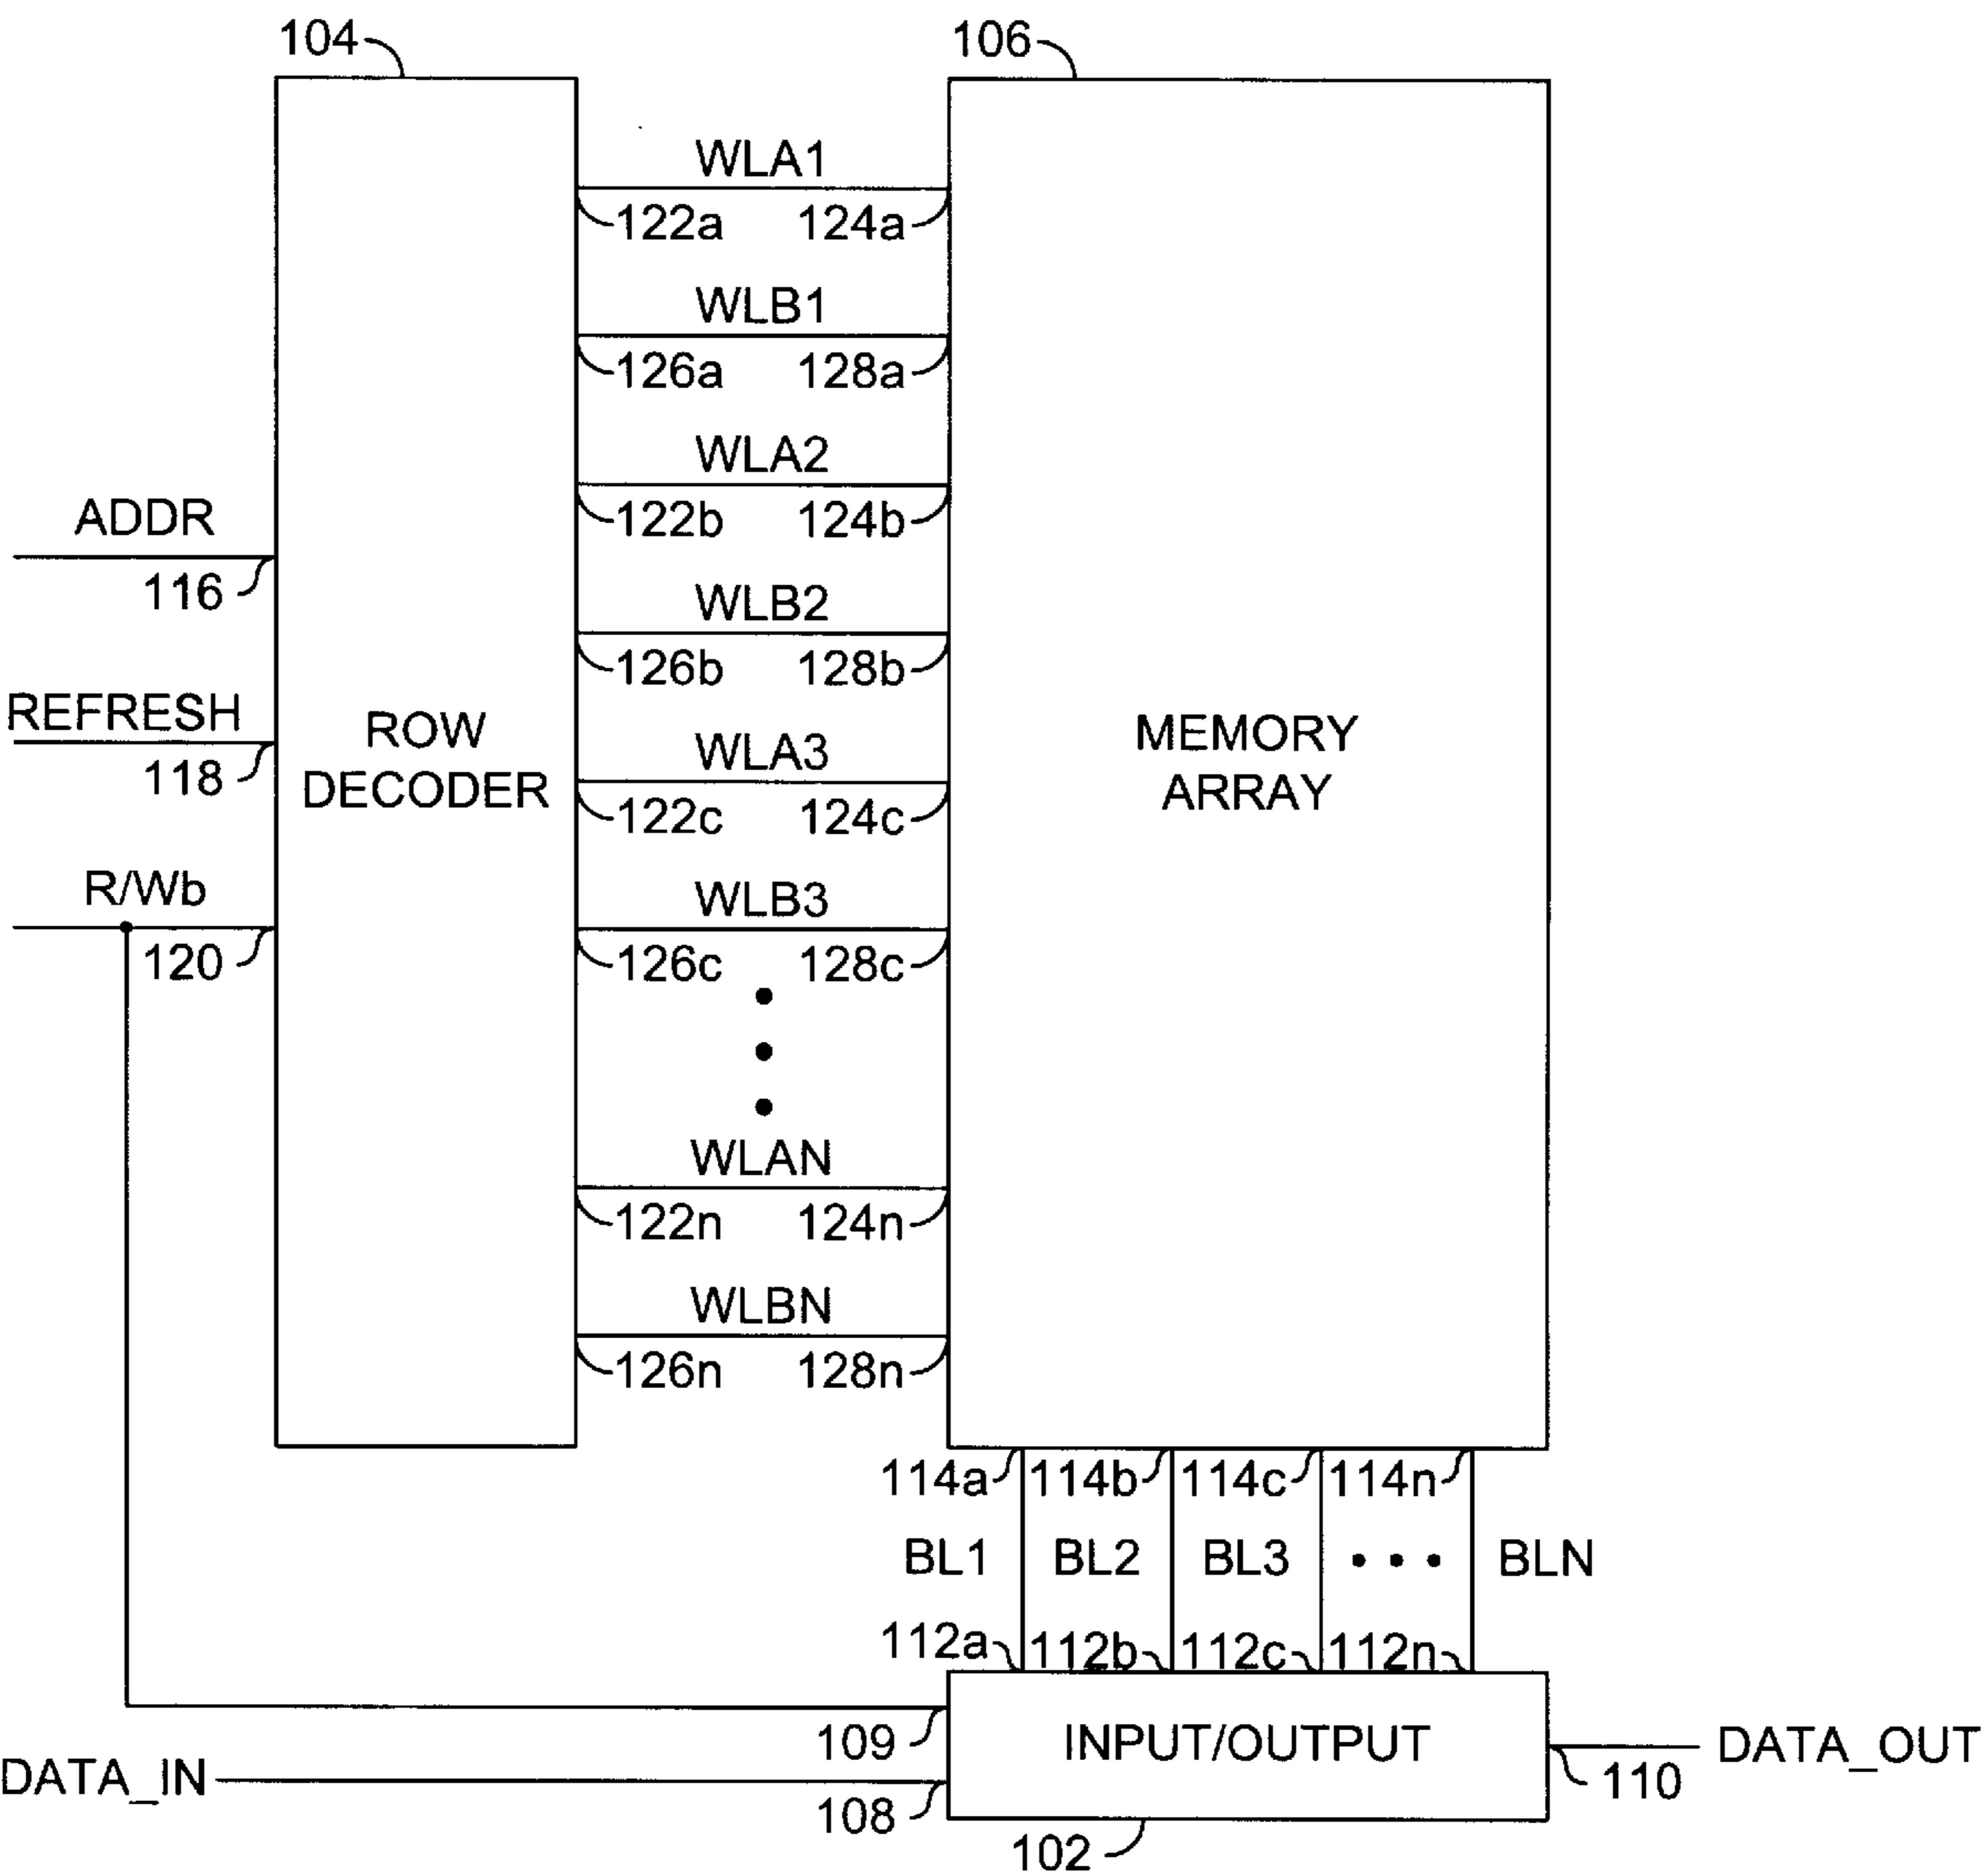 104
106
WLA1
122a 124a
WLB1
126a 128a
WLA2
122b 124b
ADDR
116
WLB2
126b 128b
REFRESH
118
ROW
DECODER
WLA3
122c 124c
MEMORY
ARRAY
R/Wb
120
WLB3
126c 128c
WLAN
122n 124n
WLBN
126n 128n
114a 114b 114c 114n
BL1 BL2 BL3 • • • BLN
112a 112b 112c 112n
109
INPUT/OUTPUT
DATA_OUT
110
DATA_IN
108
102